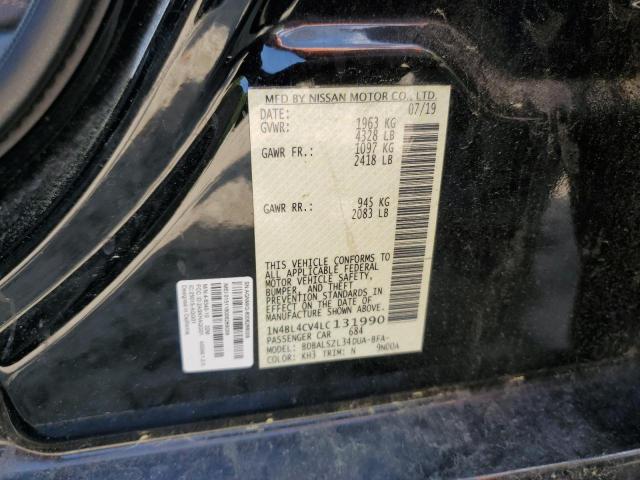 MFD BY NISSAN MOTOR CO., LTD.
DATE: 07/19
GVWR: 1963 KG
4328 LB
GAWR FR.: 1097 KG
2418 LB
GAWR RR.: 945 KG
2083 LB
THIS VEHICLE CONFORMS TO
ALL APPLICABLE FEDERAL
MOTOR VEHICLE SAFETY,
BUMPER, AND THEFT
PREVENTION STANDARDS IN
EFFECT ON THE DATE OF
MANUFACTURE SHOWN ABOVE.
1N4BL4CV4LC131990
PASSENGER CAR 684
MODEL: BDBALSZL34DUA-BFA-
COLOR: KH3 TRIM: N 9NDOA